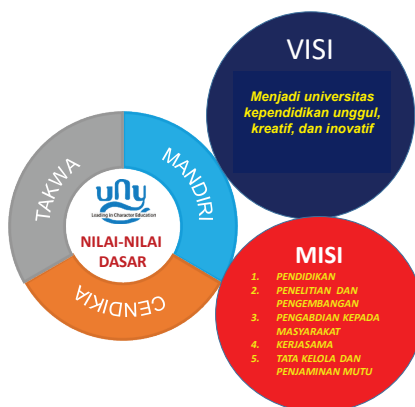 VISI
Menjadi universitas
kependidikan unggul,
kreatif, dan inovatif
TAKWA
MANDIRI
CENDIKIA
uny
Leading in Character Education
NILAI-NILAI
DASAR
MISI
1. PENDIDIKAN
2. PENELITIAN DAN
PENGEMBANGAN
3. PENGABDIAN KEPADA
MASYARAKAT
4. KERJASAMA
5. TATA KELOLA DAN
PENJAMINAN MUTU